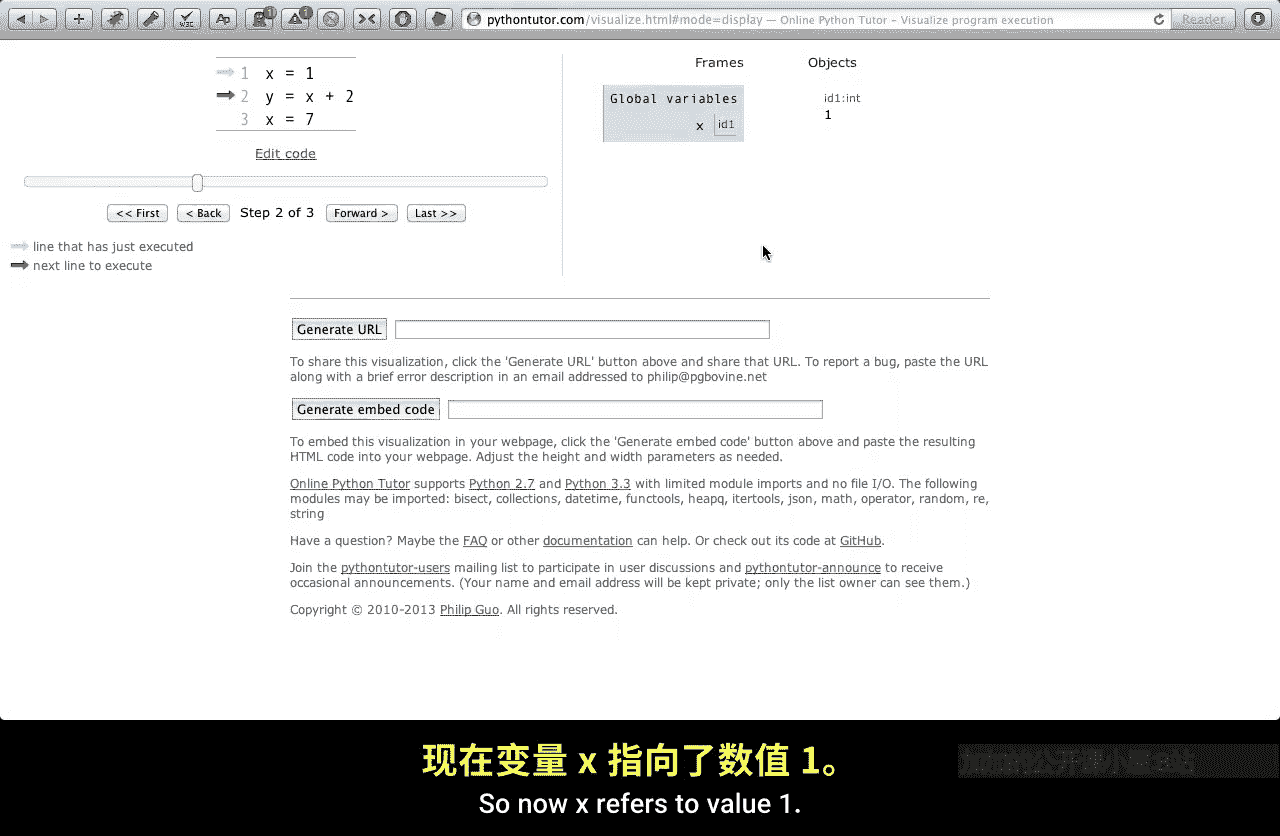 pythontutor.com/visualize.html#mode=display — Online Python Tutor – Visualize program execution
Reader
W3C
Ap
1
1
1 x = 1
2 y = x + 2
3 x = 7
Edit code
<< First
< Back
Step 2 of 3
Forward >
Last >>
line that has just executed
next line to execute
Frames
Objects
Global variables
x id1
id1:int
1
Generate URL
To share this visualization, click the 'Generate URL' button above and share that URL. To report a bug, paste the URL
along with a brief error description in an email addressed to philip@pgbovine.net
Generate embed code
To embed this visualization in your webpage, click the 'Generate embed code' button above and paste the resulting
HTML code into your webpage. Adjust the height and width parameters as needed.
Online Python Tutor supports Python 2.7 and Python 3.3 with limited module imports and no file I/O. The following
modules may be imported: bisect, collections, datetime, functools, heapq, itertools, json, math, operator, random, re,
string
Have a question? Maybe the FAQ or other documentation can help. Or check out its code at GitHub.
Join the pythontutor-users mailing list to participate in user discussions and pythontutor-announce to receive
occasional announcements. (Your name and email address will be kept private; only the list owner can see them.)
Copyright © 2010-2013 Philip Guo. All rights reserved.
现在变量 x 指向了数值 1。
So now x refers to value 1.